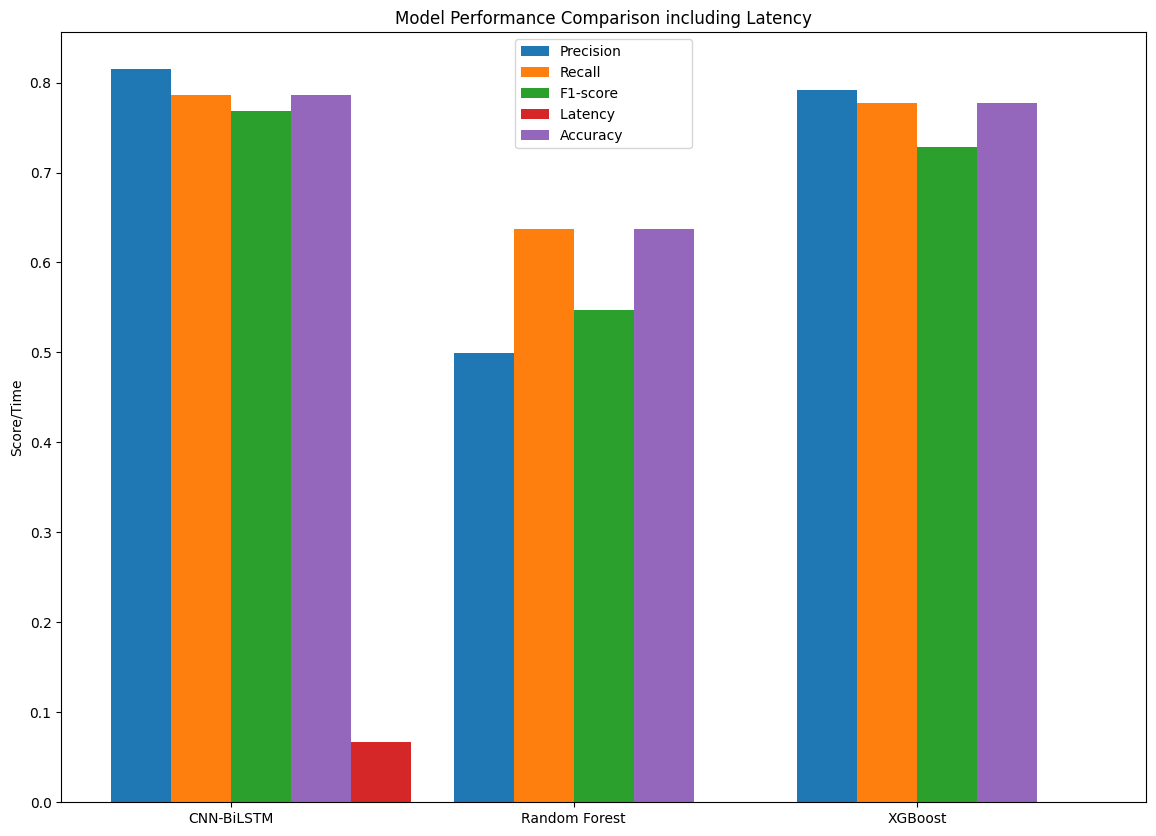 Model Performance Comparison including Latency
Precision
Recall
F1-score
Latency
Accuracy
Score/Time
0.8
0.7
0.6
0.5
0.4
0.3
0.2
0.1
0.0
CNN-BiLSTM
Random Forest
XGBoost